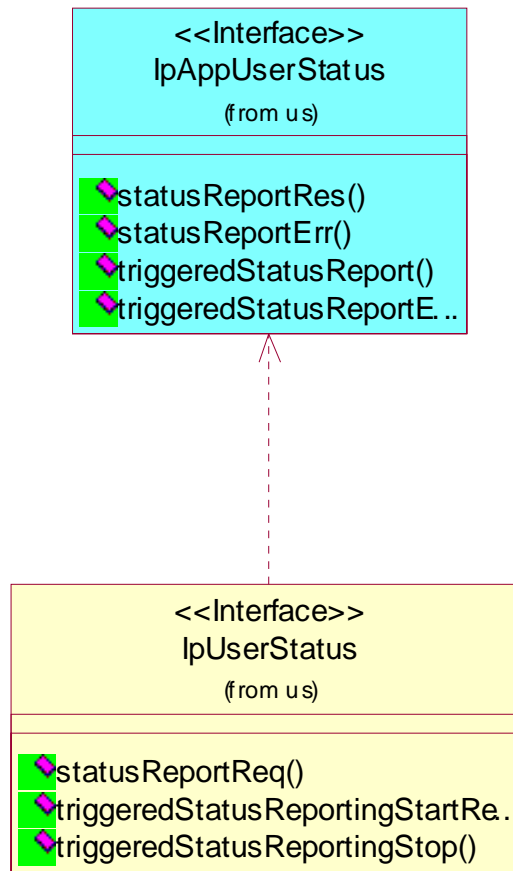 <<Interface>>
IpAppUserStatus
(from us)
statusReportRes()
statusReportErr()
triggeredStatusReport()
triggeredStatusReportE...
<<Interface>>
IpUserStatus
(from us)
statusReportReq()
triggeredStatusReportingStartRe...
triggeredStatusReportingStop()